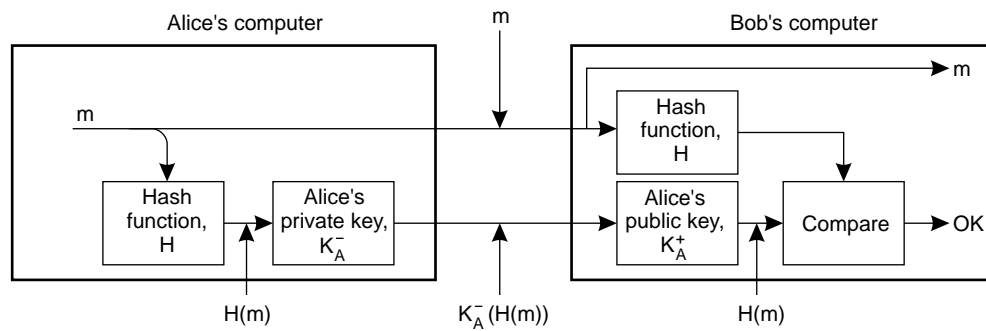 Alice's computer
m
Bob's computer
m
m
Hash
function,
H
Hash
function,
H
Alice's
private key,
K_A^-
Alice's
public key,
K_A^+
Compare
OK
H(m)
K_A^- (H(m))
H(m)